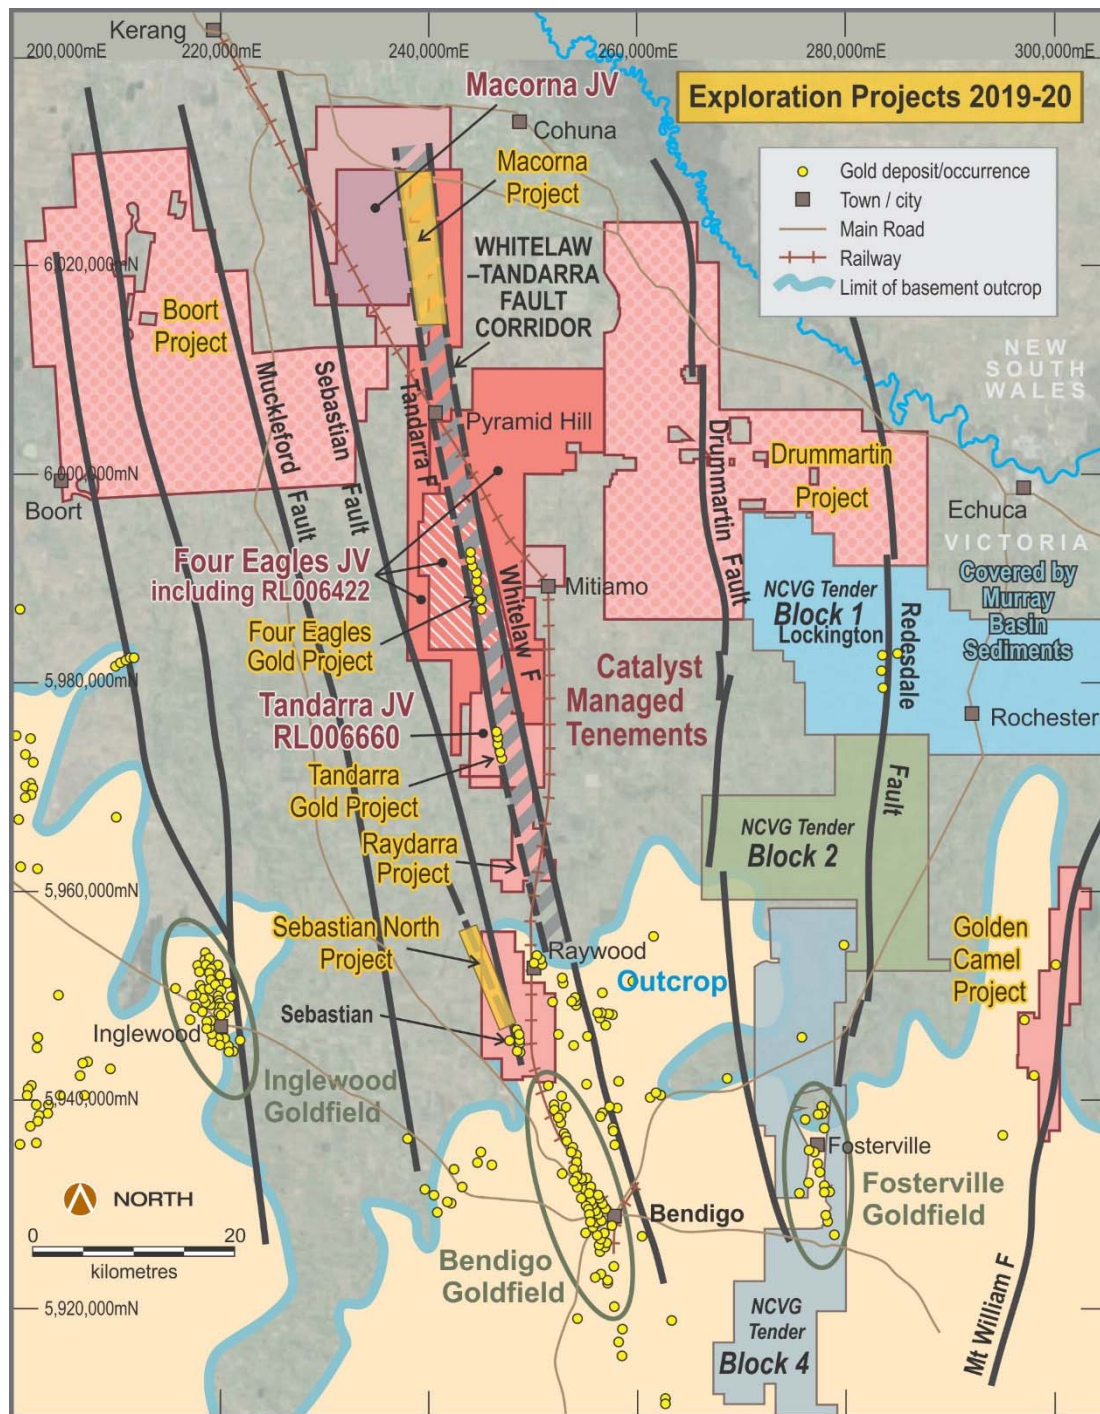 Kerang
200,000mE
220,000mE
240,000mE
260,000mE
280,000mE
300,000mE
Macorna JV
Exploration Projects 2019-20
Cohuna
Macorna
Project
Gold deposit/occurrence
Town / city
Main Road
Railway
Limit of basement outcrop
WHITELAW
–TANDARRA
FAULT
CORRIDOR
6,020,000mN
Boort
Project
NEW
SOUTH
WALES
Muckleford
Fault
Sebastian
Fault
Tandarra F
Pyramid Hill
Drummartin
Fault
Drummartin
Project
6,000,000mN
Boort
Echuca
VICTORIA
Four Eagles JV
including RL006422
Whitelaw F
Mitiamo
NCVG Tender
Block 1
Lockington
Redesdale
Fault
Covered by
Murray
Basin
Sediments
Four Eagles
Gold Project
5,980,000mN
Catalyst
Managed
Tenements
Rochester
Tandarra JV
RL006660
Tandarra
Gold Project
NCVG Tender
Block 2
Raydarra
Project
5,960,000mN
Sebastian North
Project
Golden
Camel
Project
Raywood
Outcrop
Sebastian
Inglewood
Inglewood
Goldfield
5,940,000mN
Fosterville
Fosterville
Goldfield
NORTH
0
20
kilometres
Bendigo
Bendigo
Goldfield
5,920,000mN
NCVG
Tender
Block 4
Mt William F